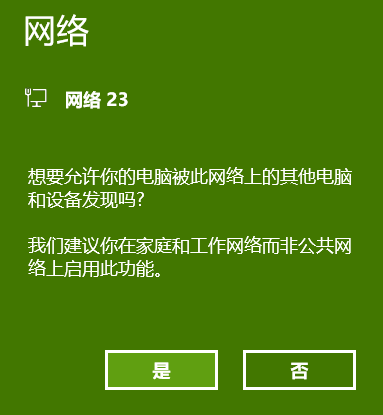 网络
网络 23
想要允许你的电脑被此网络上的其他电脑
和设备发现吗?
我们建议你在家庭和工作网络而非公共网
络上启用此功能。
是
否